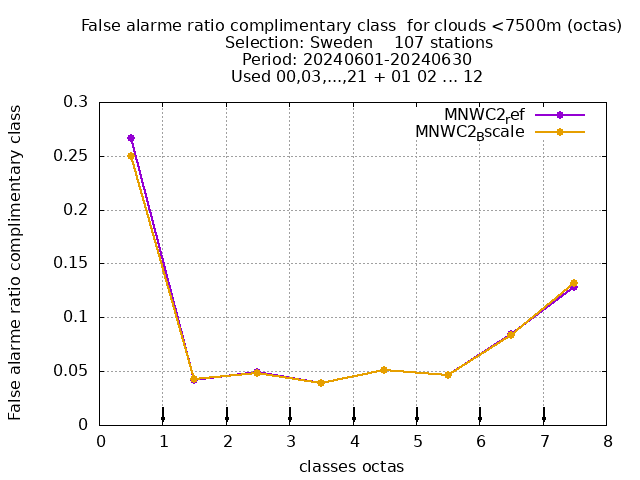 False alarme ratio complimentary class  for clouds <7500m (octas)
Selection: Sweden    107 stations
Period: 20240601-20240630
Used 00,03,...,21 + 01 02 ... 12
False alarme ratio complimentary class
0.3
0.25
0.2
0.15
0.1
0.05
0
MNWC2ref
MNWC2Bscale
0 1 2 3 4 5 6 7 8
classes octas